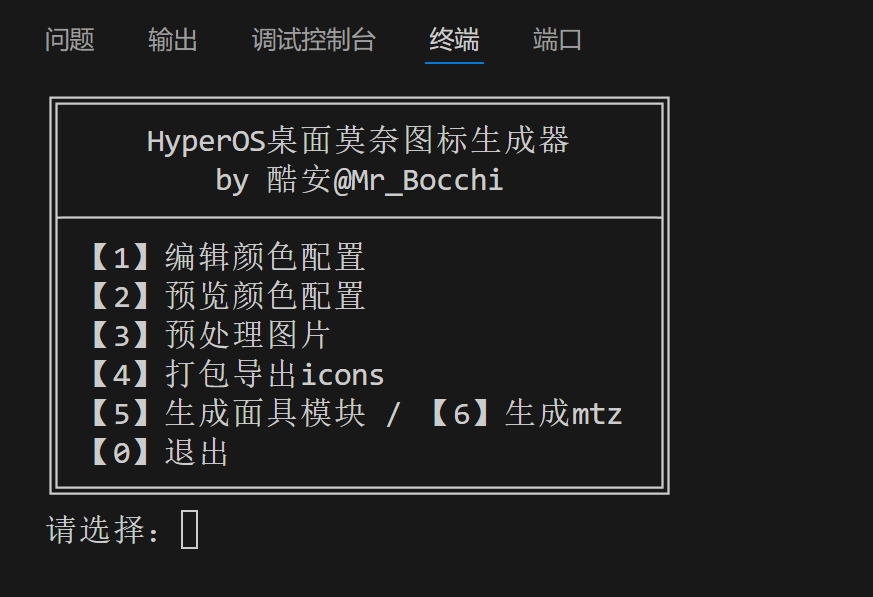 问题 输出 调试控制台 终端 端口
HyperOS桌面莫奈图标生成器
by 酷安@Mr_Bocchi
【1】编辑颜色配置
【2】预览颜色配置
【3】预处理图片
【4】打包导出icons
【5】生成面具模块 / 【6】生成mtz
【0】退出
请选择：